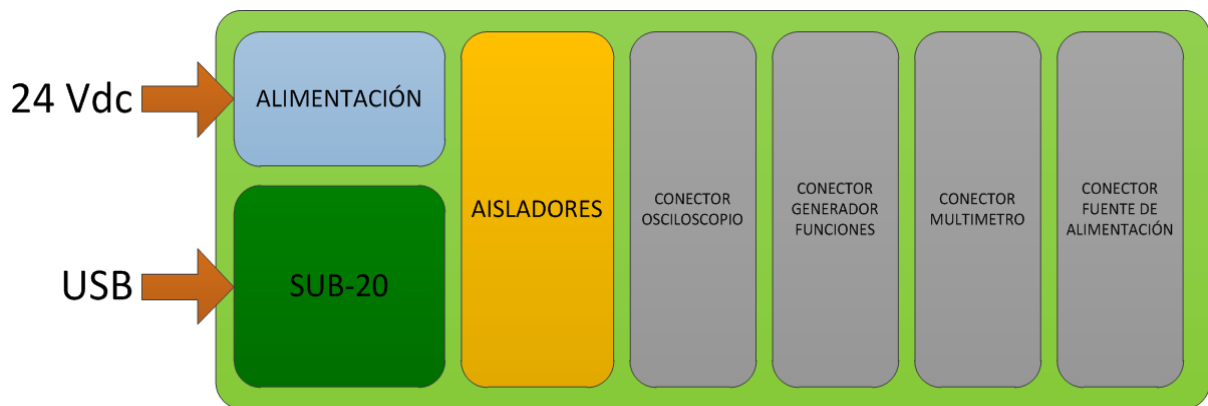 24 Vdc
ALIMENTACIÓN
USB
SUB-20
AISLADORES
CONECTOR
OSCILOSCOPIO
CONECTOR
GENERADOR
FUNCIONES
CONECTOR
MULTIMETRO
CONECTOR
FUENTE DE
ALIMENTACIÓN